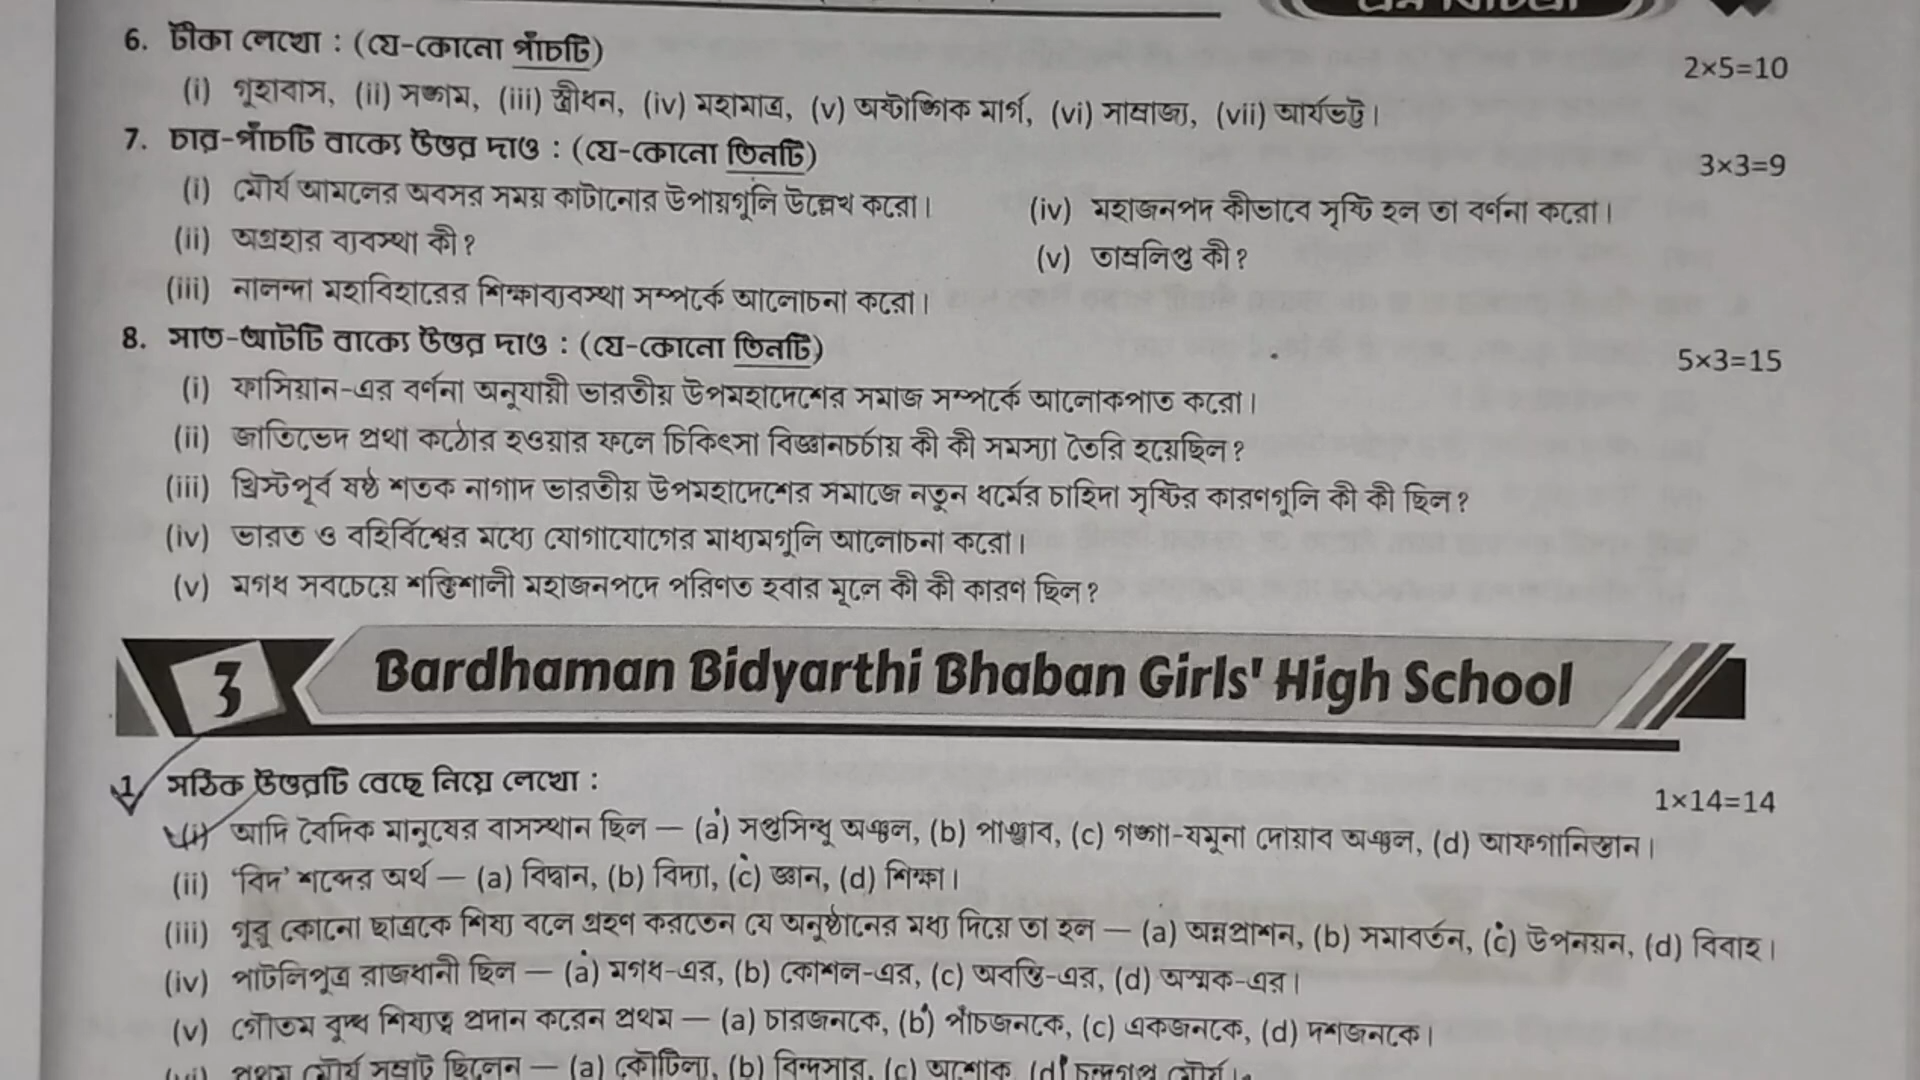 6. টীকা লেখো : (যে-কোনো পাঁচটি) 2×5=10
(i) গুহাবাস, (ii) সঙ্গম, (iii) স্ত্রীধন, (iv) মহামাত্র, (v) অষ্টাঙ্গিক মার্গ, (vi) সাম্রাজ্য, (vii) আর্যভট্ট।
7. চার-পাঁচটি বাক্যে উত্তর দাও : (যে-কোনো তিনটি) 3×3=9
(i) মৌর্য আমলের অবসর সময় কাটানোর উপায়গুলি উল্লেখ করো।
(ii) অগ্রহার ব্যবস্থা কী?
(iii) নালন্দা মহাবিহারের শিক্ষাব্যবস্থা সম্পর্কে আলোচনা করো।
(iv) মহাজনপদ কীভাবে সৃষ্টি হল তা বর্ণনা করো।
(v) তাম্রলিপ্ত কী?
8. সাত-আটটি বাক্যে উত্তর দাও : (যে-কোনো তিনটি) 5×3=15
(i) ফাসিয়ান-এর বর্ণনা অনুযায়ী ভারতীয় উপমহাদেশের সমাজ সম্পর্কে আলোকপাত করো।
(ii) জাতিভেদ প্রথা কঠোর হওয়ার ফলে চিকিৎসা বিজ্ঞানচর্চায় কী কী সমস্যা তৈরি হয়েছিল?
(iii) খ্রিস্টপূর্ব ষষ্ঠ শতক নাগাদ ভারতীয় উপমহাদেশের সমাজে নতুন ধর্মের চাহিদা সৃষ্টির কারণগুলি কী কী ছিল?
(iv) ভারত ও বহির্বিশ্বের মধ্যে যোগাযোগের মাধ্যমগুলি আলোচনা করো।
(v) মগধ সবচেয়ে শক্তিশালী মহাজনপদে পরিণত হবার মূলে কী কী কারণ ছিল?
3 Bardhaman Bidyarthi Bhaban Girls' High School
1. সঠিক উত্তরটি বেছে নিয়ে লেখো : 1×14=14
(i) আদি বৈদিক মানুষের বাসস্থান ছিল — (a) সপ্তসিন্ধু অঞ্চল, (b) পাঞ্জাব, (c) গঙ্গা-যমুনা দোয়াব অঞ্চল, (d) আফগানিস্তান।
(ii) 'বিদ' শব্দের অর্থ — (a) বিদ্বান, (b) বিদ্যা, (c) জ্ঞান, (d) শিক্ষা।
(iii) গুরু কোনো ছাত্রকে শিষ্য বলে গ্রহণ করতেন যে অনুষ্ঠানের মধ্য দিয়ে তা হল — (a) অন্নপ্রাশন, (b) সমাবর্তন, (c) উপনয়ন, (d) বিবাহ।
(iv) পাটলিপুত্র রাজধানী ছিল — (a) মগধ-এর, (b) কোশল-এর, (c) অবন্তি-এর, (d) অস্মক-এর।
(v) গৌতম বুদ্ধ শিষ্যত্ব প্রদান করেন প্রথম — (a) চারজনকে, (b) পাঁচজনকে, (c) একজনকে, (d) দশজনকে।
(vi) প্রথম মৌর্য সম্রাট ছিলেন — (a) কৌটিল্য, (b) বিন্দুসার, (c) অশোক, (d) চন্দ্রগুপ্ত মৌর্য।